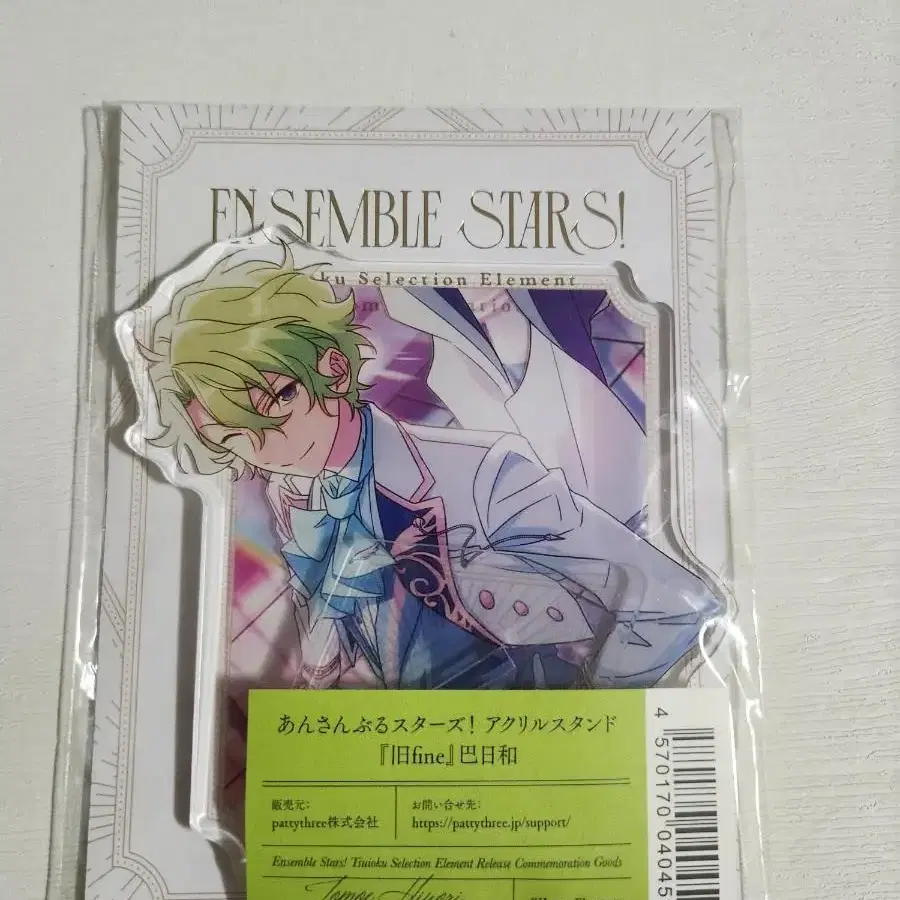 ENSEMBLE STARS!
Selection Element
あんさんぶるスターズ！アクリルスタンド
『旧fine』巴日和
販売元:
pattythree株式会社
お問い合せ先:
https://pattythree.jp/support/
Ensemble Stars! Tsuioku Selection Element Release Commemoration Goods
Tomoe Hiyori
4 570170 04045